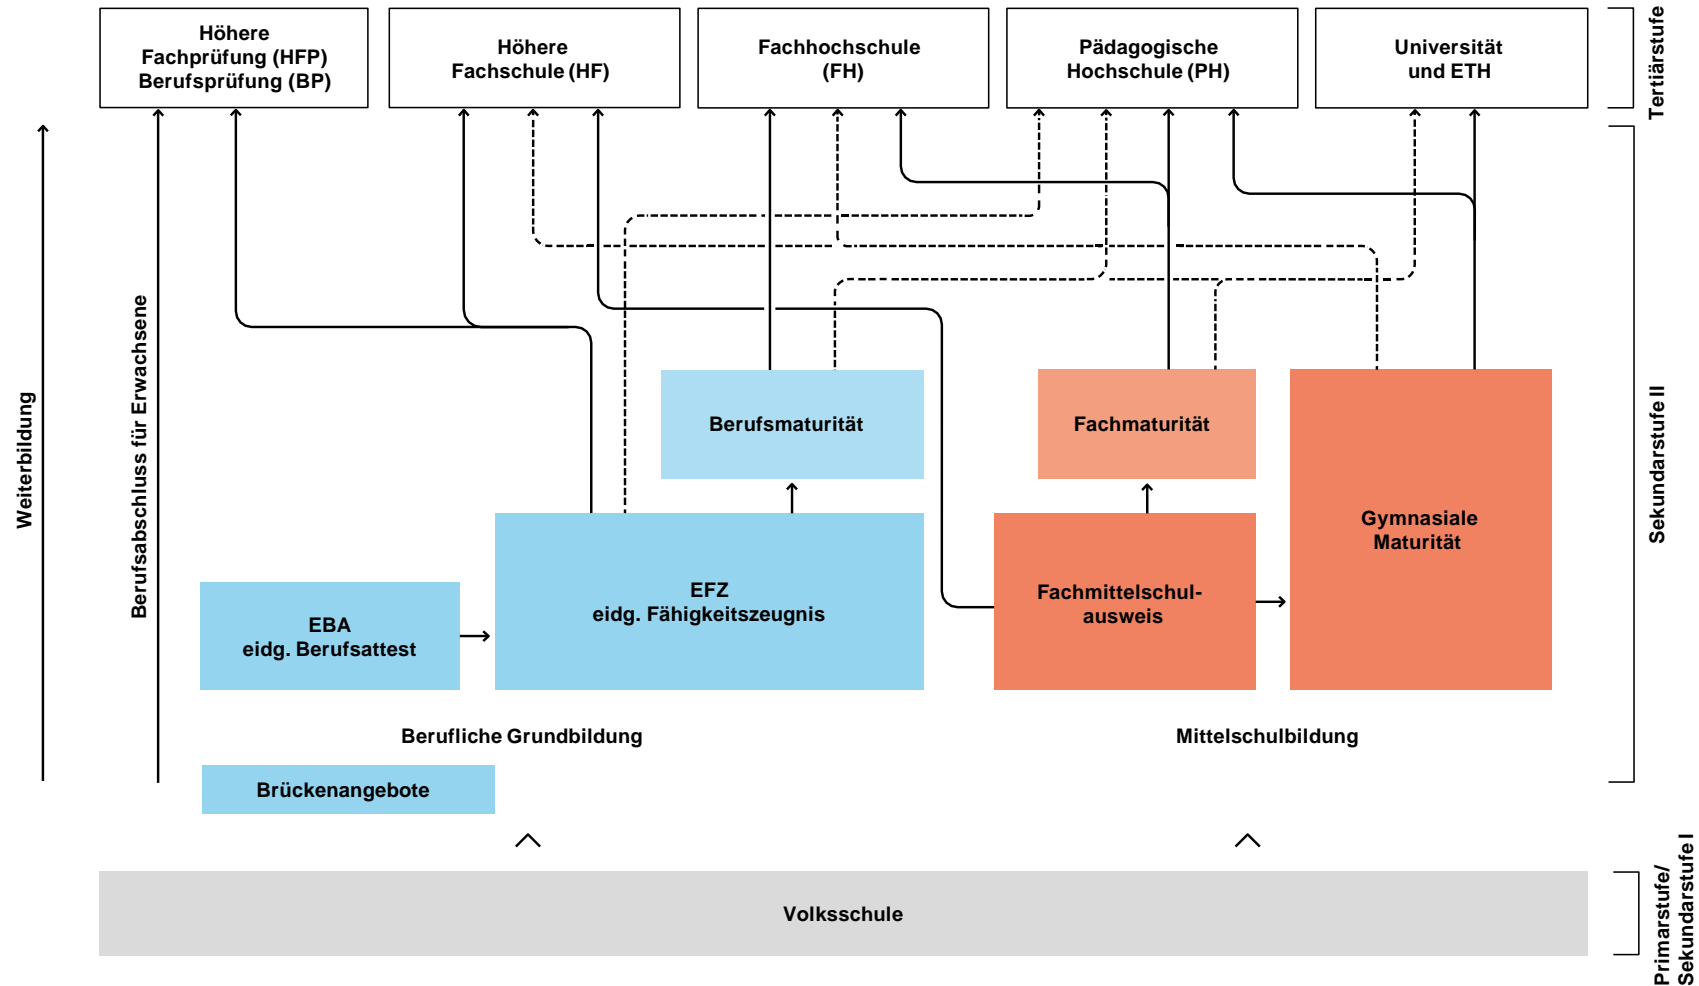 Höhere
Fachprüfung (HFP)
Berufsprüfung (BP)
Höhere
Fachschule (HF)
Fachhochschule
(FH)
Pädagogische
Hochschule (PH)
Universität
und ETH
Tertiärstufe
Weiterbildung
Berufsabschluss für Erwachsene
Sekundarstufe II
Berufsmaturität
Fachmaturität
Gymnasiale
Maturität
EFZ
eidg. Fähigkeitszeugnis
Fachmittelschul-
ausweis
EBA
eidg. Berufsattest
Berufliche Grundbildung
Mittelschulbildung
Brückenangebote
Volksschule
Primarstufe/
Sekundarstufe I